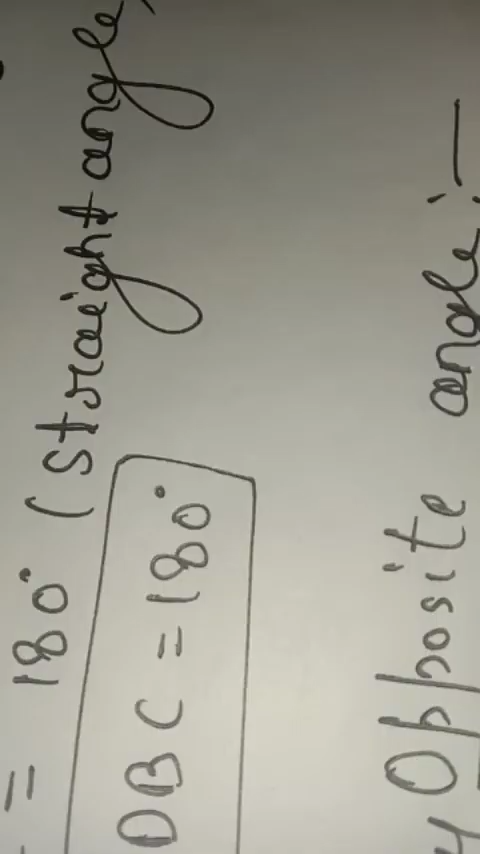 = 180° (straight angle)
DBC = 180°
y Opposite angle :—